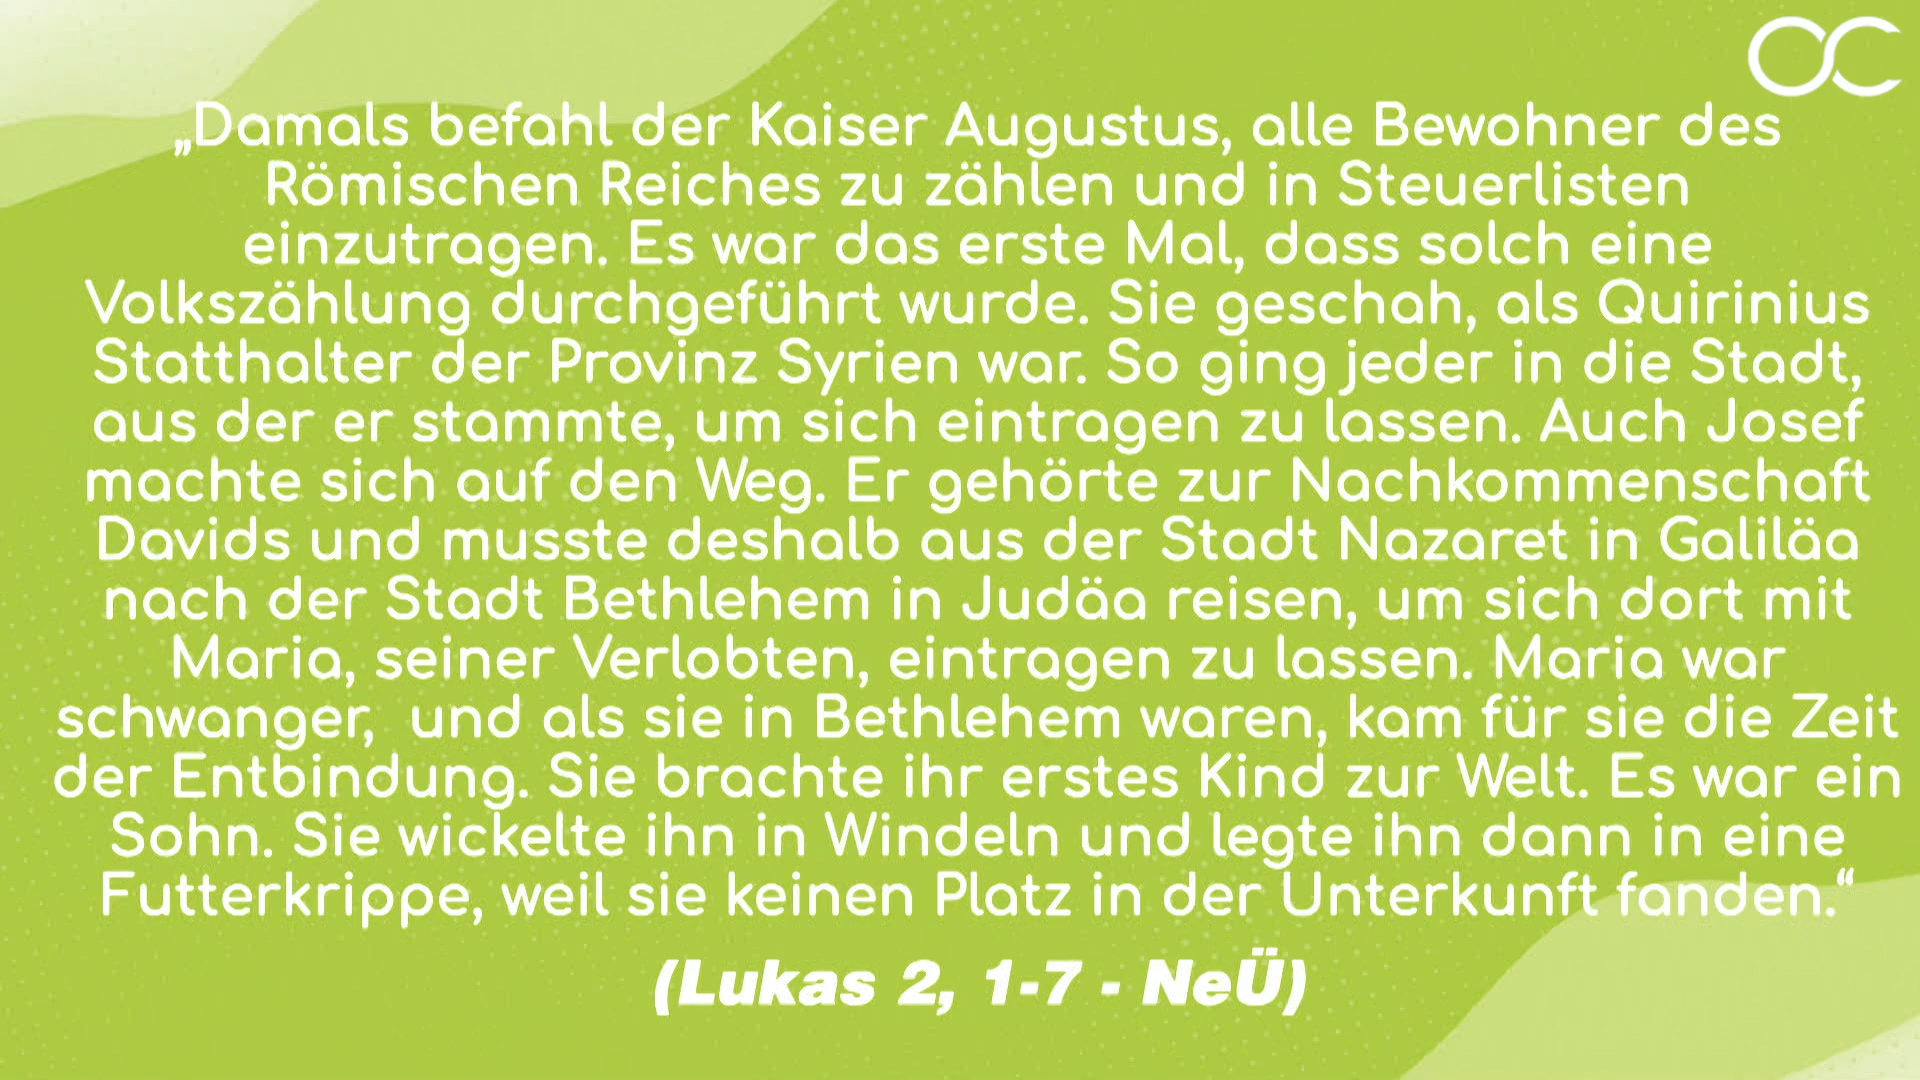 OC
„Damals befahl der Kaiser Augustus, alle Bewohner des
Römischen Reiches zu zählen und in Steuerlisten
einzutragen. Es war das erste Mal, dass solch eine
Volkszählung durchgeführt wurde. Sie geschah, als Quirinius
Statthalter der Provinz Syrien war. So ging jeder in die Stadt,
aus der er stammte, um sich eintragen zu lassen. Auch Josef
machte sich auf den Weg. Er gehörte zur Nachkommenschaft
Davids und musste deshalb aus der Stadt Nazaret in Galiläa
nach der Stadt Bethlehem in Judäa reisen, um sich dort mit
Maria, seiner Verlobten, eintragen zu lassen. Maria war
schwanger,  und als sie in Bethlehem waren, kam für sie die Zeit
der Entbindung. Sie brachte ihr erstes Kind zur Welt. Es war ein
Sohn. Sie wickelte ihn in Windeln und legte ihn dann in eine
Futterkrippe, weil sie keinen Platz in der Unterkunft fanden.“
(Lukas 2, 1-7 - NeÜ)